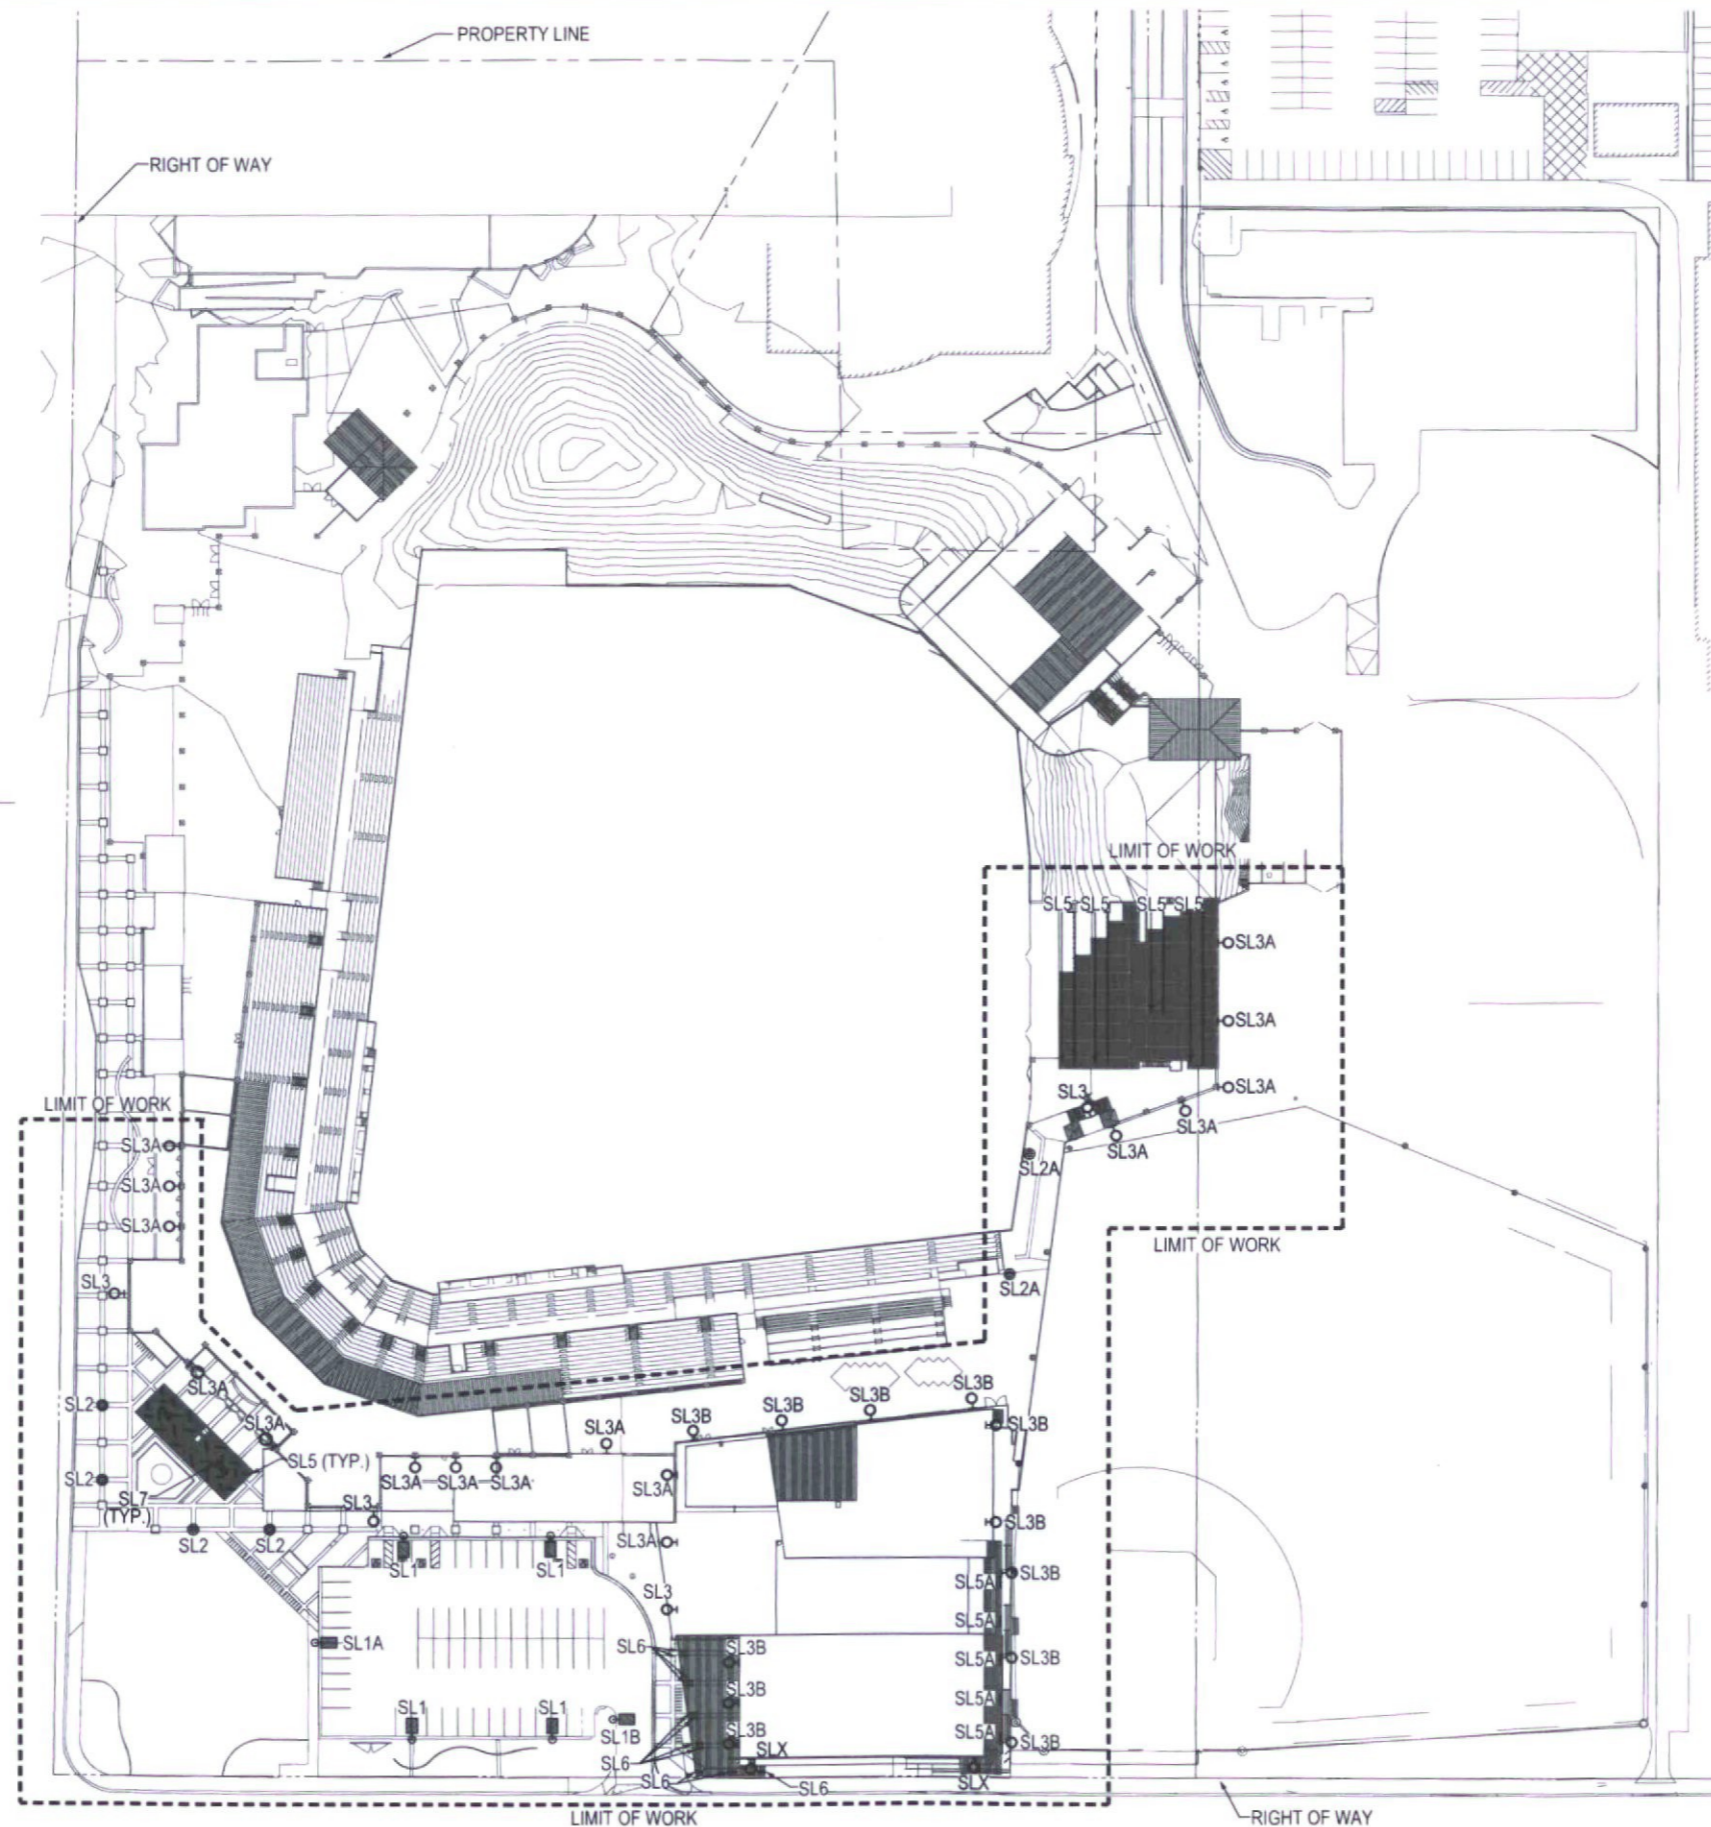 PROPERTY LINE
RIGHT OF WAY
LIMIT OF WORK
SL5 SL5 SL5 SL5
SL3A
SL3A
SL3A
SL3
SL3A
SL3A
SL2A
LIMIT OF WORK
SL3A
SL3A
SL3A
LIMIT OF WORK
SL2A
SL3
SL3A
SL2
SL3A
SL3A
SL3B
SL3B
SL3B
SL3B
SL3B
SL5 (TYP.)
SL2
SL7
(TYP.)
SL3A
SL3A
SL3A
SL3A
SL3
SL3B
SL2
SL2
SL3A
SL1
SL1
SL3
SL5A
SL3B
SL5A
SL1A
SL6
SL3B
SL5A
SL3B
SL3B
SL5A
SL1
SL1
SL1B
SL3B
SL5A
SL3B
SL6
SLX
SL6
SL6
SLX
LIMIT OF WORK
RIGHT OF WAY